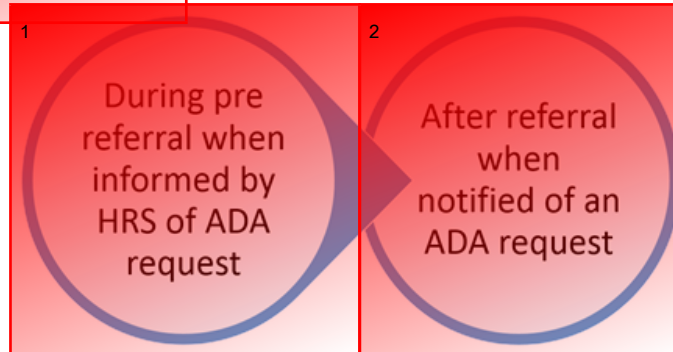 1
During pre
referral when
informed by
HRS of ADA
request
2
After referral
when
notified of an
ADA request